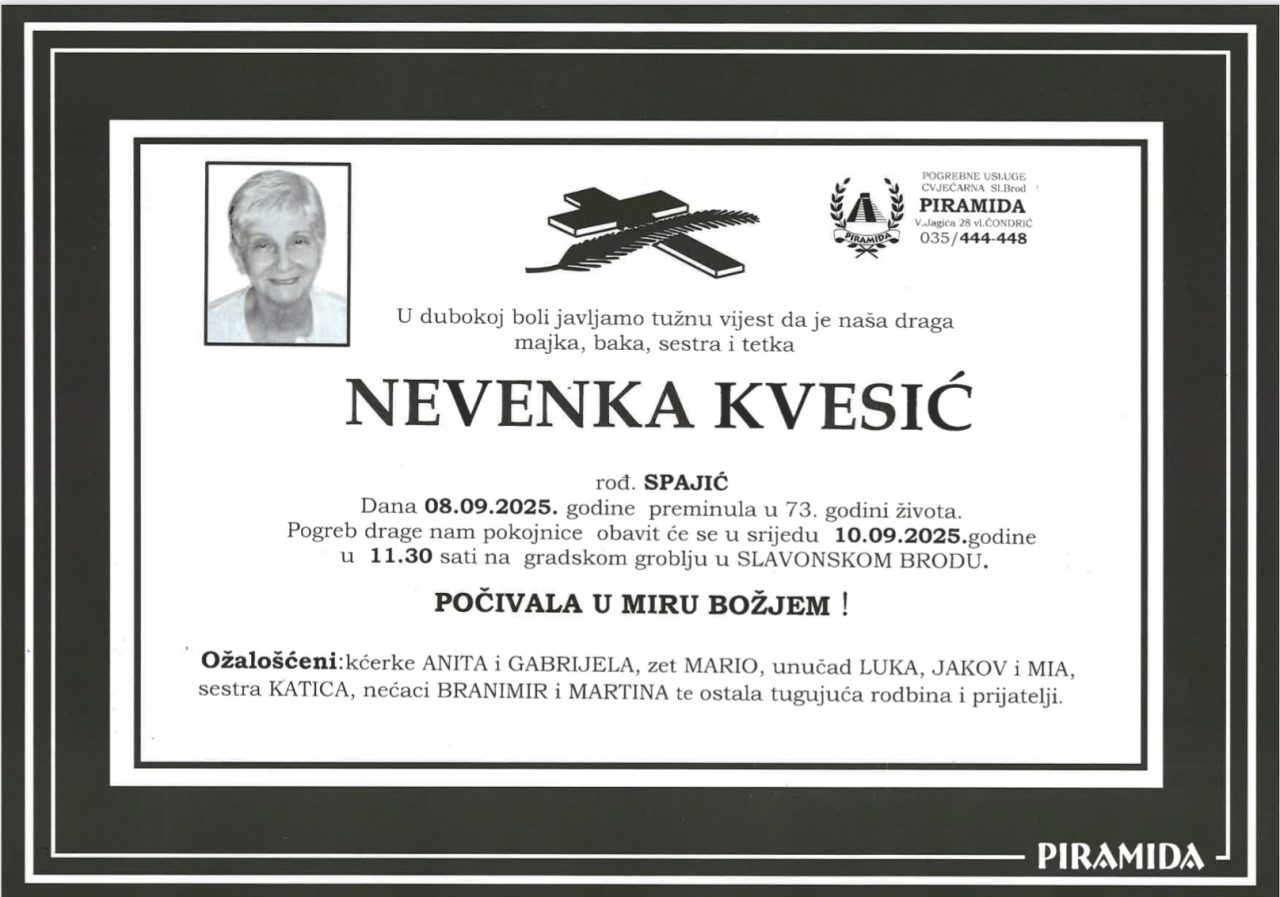 POGREBNE USLUGE
CVJEĆARNA Sl.Brod
PIRAMIDA
V.Jagića 28 vl.ČONDRIĆ
035/444-448
PIRAMIDA
U dubokoj boli javljamo tužnu vijest da je naša draga
majka, baka, sestra i tetka
NEVENKA KVESIĆ
rođ. SPAJIĆ
Dana 08.09.2025. godine preminula u 73. godini života.
Pogreb drage nam pokojnice obavit će se u srijedu 10.09.2025.godine
u 11.30 sati na gradskom groblju u SLAVONSKOM BRODU.
POČIVALA U MIRU BOŽJEM !
Ožalošćeni:kćerke ANITA i GABRIJELA, zet MARIO, unučad LUKA, JAKOV i MIA,
sestra KATICA, nećaci BRANIMIR i MARTINA te ostala tugujuća rodbina i prijatelji.
PIRAMIDA